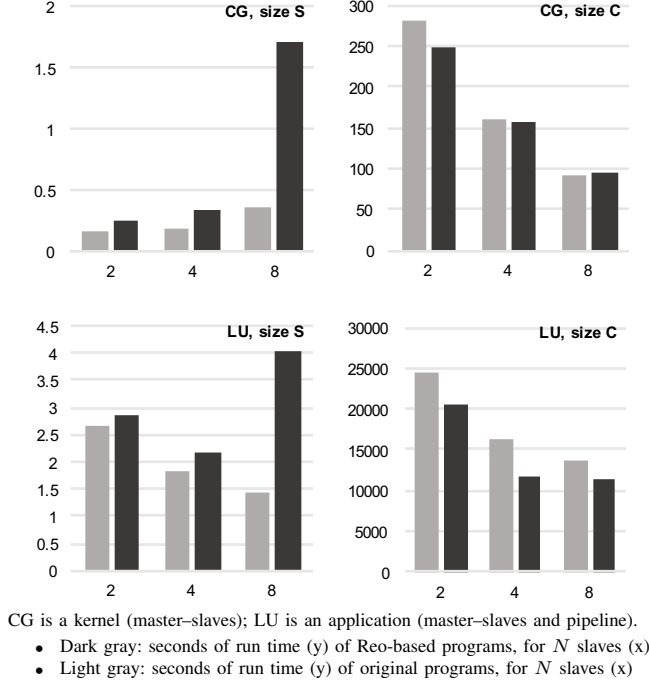 CG, size S
2
1.5
1
0.5
0
2 4 8
CG, size C
300
250
200
150
100
50
0
2 4 8
LU, size S
4.5
4
3.5
3
2.5
2
1.5
1
0.5
0
2 4 8
LU, size C
30000
25000
20000
15000
10000
5000
0
2 4 8
CG is a kernel (master–slaves); LU is an application (master–slaves and pipeline).
• Dark gray: seconds of run time (y) of Reo-based programs, for N slaves (x)
• Light gray: seconds of run time (y) of original programs, for N slaves (x)